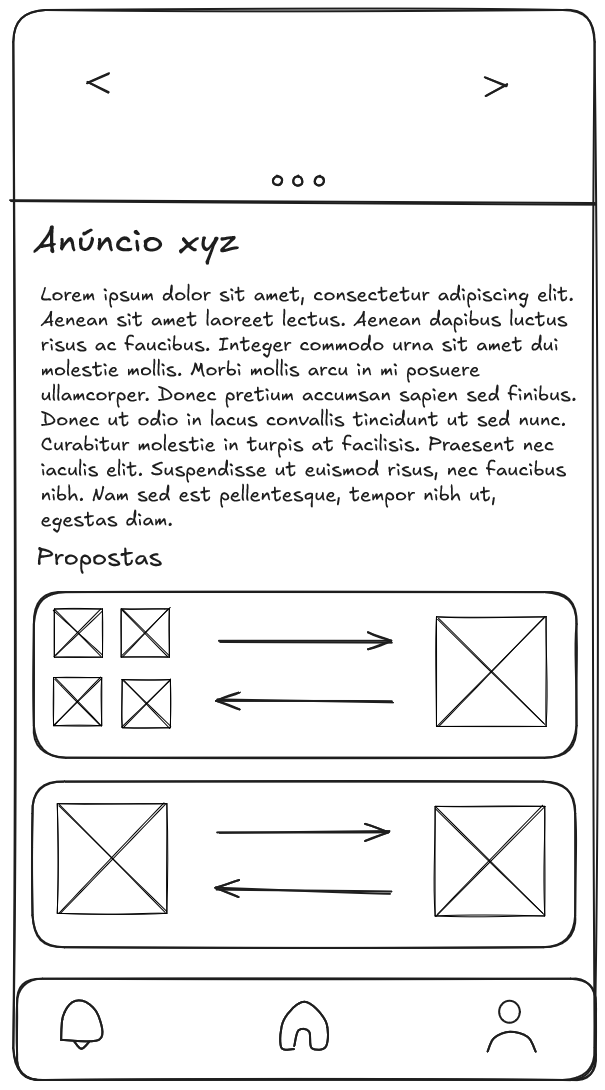 Anúncio xyz
Lorem ipsum dolor sit amet, consectetur adipiscing elit.
Aenean sit amet laoreet lectus. Aenean dapibus luctus
risus ac faucibus. Integer commodo urna sit amet dui
molestie mollis. Morbi mollis arcu in mi posuere
ullamcorper. Donec pretium accumsan sapien sed finibus.
Donec ut odio in lacus convallis tincidunt ut sed nunc.
Curabitur molestie in turpis at facilisis. Praesent nec
iaculis elit. Suspendisse ut euismod risus, nec faucibus
nibh. Nam sed est pellentesque, tempor nibh ut,
egestas diam.
Propostas